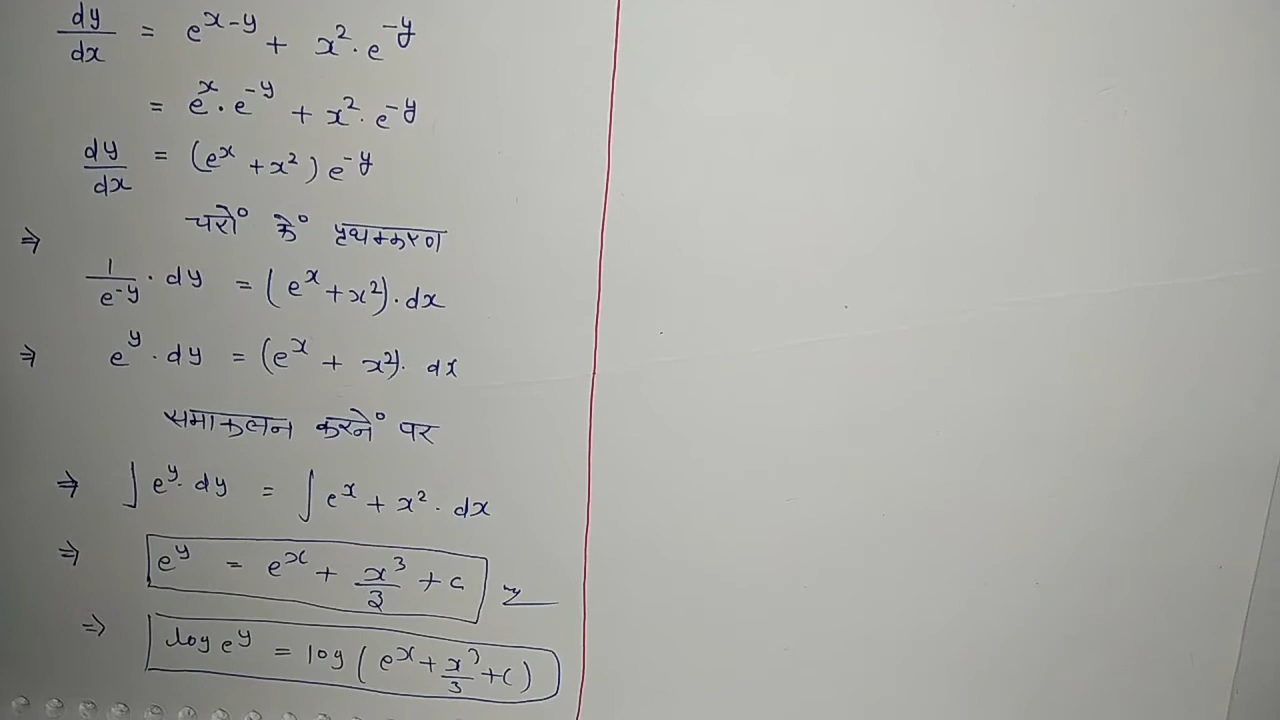 dy/dx = e^(x-y) + x². e^(-y)
= e^x · e^(-y) + x². e^(-y)
dy/dx = (e^x + x²) e^(-y)
⇒ चरों के० पृथक्करण
1/e^(-y) · dy = (e^x + x²) · dx
⇒ e^y · dy = (e^x + x²). dx
समाकलन करनें पर
⇒ ∫ e^y · dy = ∫ e^x + x² · dx
⇒ e^y = e^x + x³/3 + c
⇒ log e^y = log (e^x + x³/3 + c)